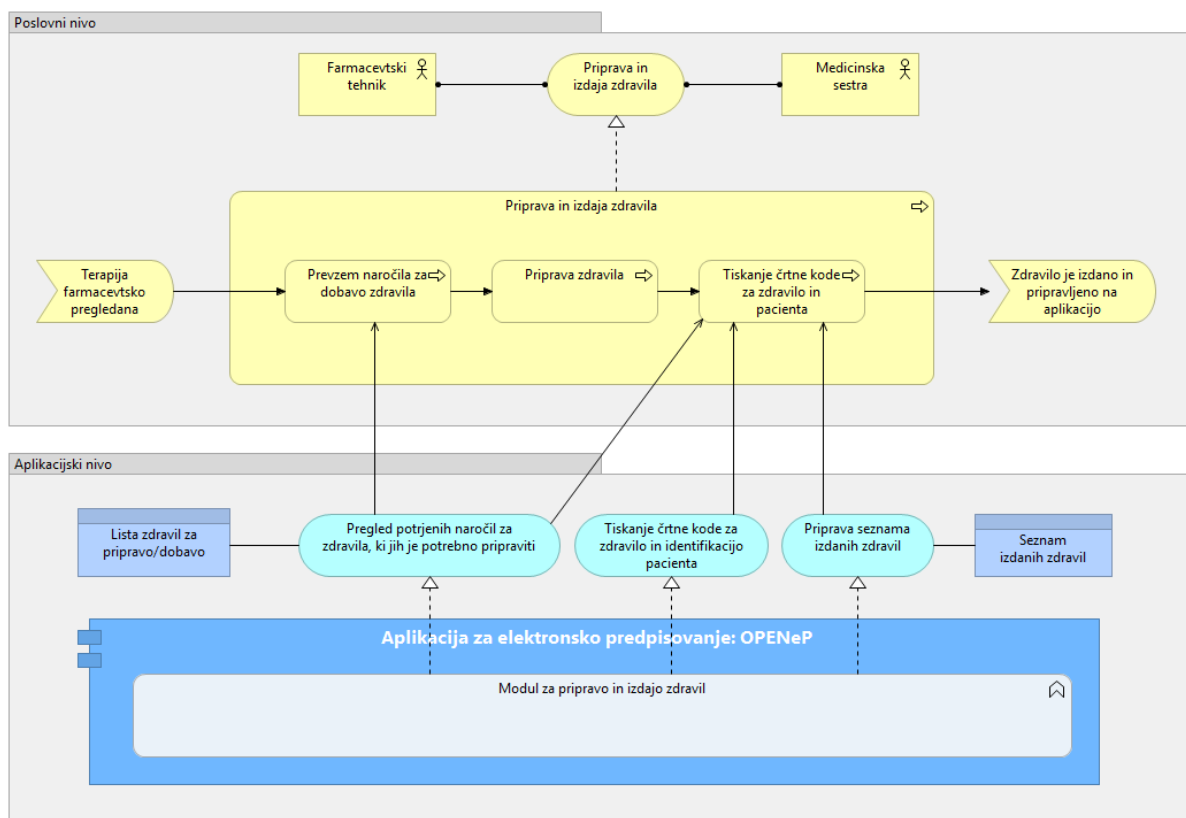 Poslovni nivo
Farmacevtski
tehnik
Priprava in
izdaja zdravila
Medicinska
sestra
Priprava in izdaja zdravila
Terapija
farmacevtsko
pregledana
Prevzem naročila za
dobavo zdravila
Priprava zdravila
Tiskanje črtne kode
za zdravilo in
pacienta
Zdravilo je izdano in
pripravljeno na
aplikacijo
Aplikacijski nivo
Lista zdravil za
pripravo/dobavo
Pregled potrjenih naročil za
zdravila, ki jih je potrebno pripraviti
Tiskanje črtne kode za
zdravilo in identifikacijo
pacienta
Priprava seznama
izdanih zdravil
Seznam
izdanih zdravil
Aplikacija za elektronsko predpisovanje: OPENeP
Modul za pripravo in izdajo zdravil